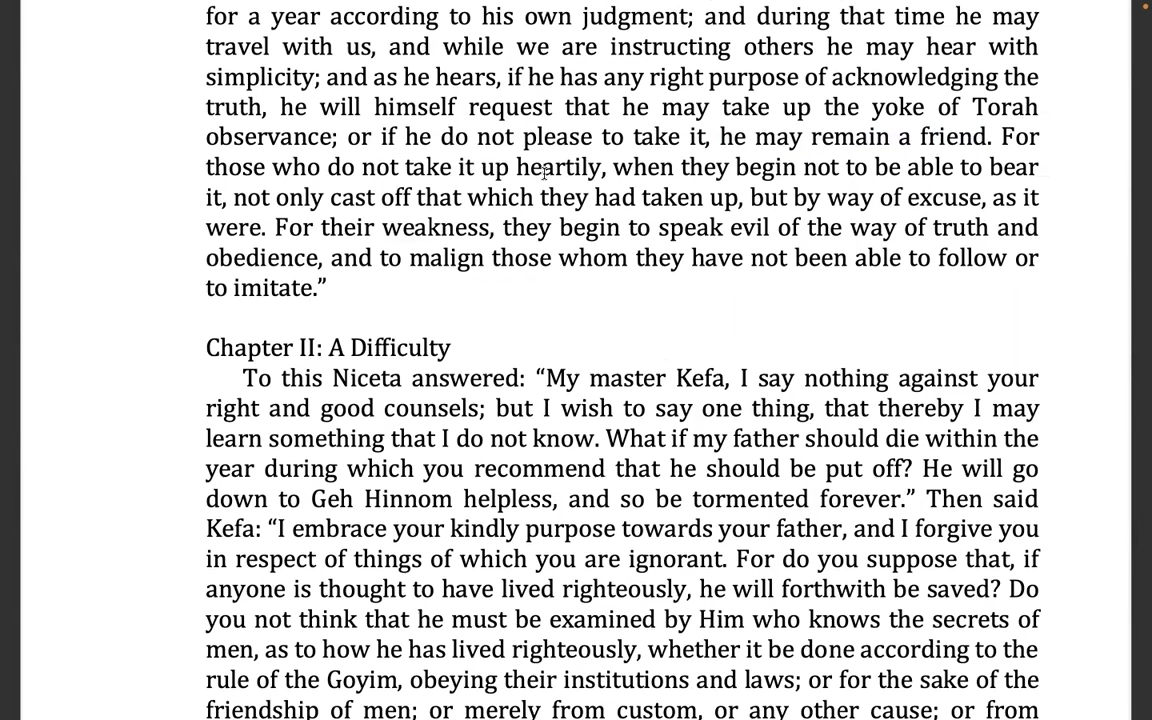 for a year according to his own judgment; and during that time he may
travel with us, and while we are instructing others he may hear with
simplicity; and as he hears, if he has any right purpose of acknowledging the
truth, he will himself request that he may take up the yoke of Torah
observance; or if he do not please to take it, he may remain a friend. For
those who do not take it up heartily, when they begin not to be able to bear
it, not only cast off that which they had taken up, but by way of excuse, as it
were. For their weakness, they begin to speak evil of the way of truth and
obedience, and to malign those whom they have not been able to follow or
to imitate.”
Chapter II: A Difficulty
To this Niceta answered: “My master Kefa, I say nothing against your
right and good counsels; but I wish to say one thing, that thereby I may
learn something that I do not know. What if my father should die within the
year during which you recommend that he should be put off? He will go
down to Geh Hinnom helpless, and so be tormented forever.” Then said
Kefa: “I embrace your kindly purpose towards your father, and I forgive you
in respect of things of which you are ignorant. For do you suppose that, if
anyone is thought to have lived righteously, he will forthwith be saved? Do
you not think that he must be examined by Him who knows the secrets of
men, as to how he has lived righteously, whether it be done according to the
rule of the Goyim, obeying their institutions and laws; or for the sake of the
friendship of men; or merely from custom, or any other cause; or from